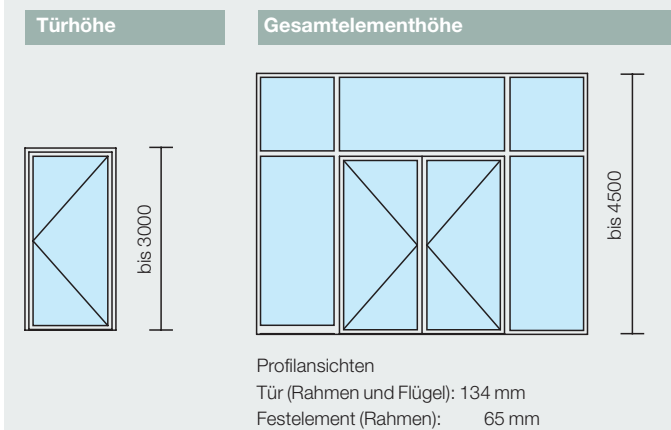 Türhöhe
Gesamtelementhöhe
bis 3000
bis 4500
Profilansichten
Tür (Rahmen und Flügel): 134 mm
Festelement (Rahmen): 65 mm